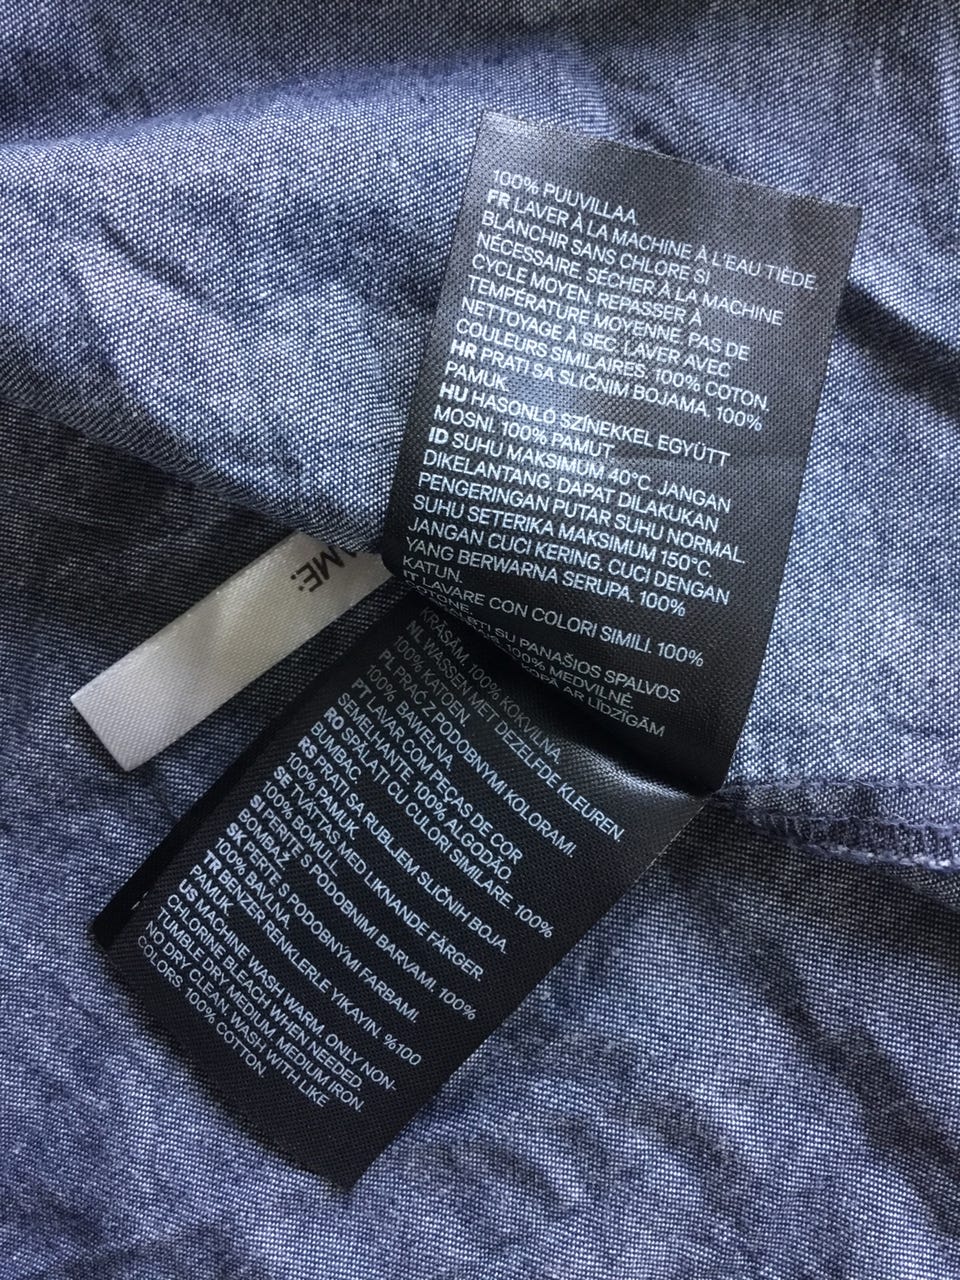 100% PUUVILLAA
FR LAVER À LA MACHINE À L'EAU TIÈDE.
BLANCHIR SANS CHLORE SI
NÉCESSAIRE. SÉCHER À LA MACHINE
CYCLE MOYEN. REPASSER À
TEMPÉRATURE MOYENNE. PAS DE
NETTOYAGE À SEC. LAVER AVEC
COULEURS SIMILAIRES. 100% COTON.
HR PRATI SA SLIČNIM BOJAMA. 100%
PAMUK.
HU HASONLÓ SZÍNEKKEL EGYÜTT
MOSNI. 100% PAMUT.
ID SUHU MAKSIMUM 40°C. JANGAN
DIKELANTANG. DAPAT DILAKUKAN
PENGERINGAN PUTAR SUHU NORMAL.
SUHU SETERIKA MAKSIMUM 150°C.
JANGAN CUCI KERING. CUCI DENGAN
YANG BERWARNA SERUPA. 100%
KATUN.
IT LAVARE CON COLORI SIMILI. 100%
COTONE.
SU PANAŠIOS SPALVOS
100% MEDVILNĖ.
KOPĀ AR LĪDZĪGĀM
KRĀSĀM. 100% KOKVILNA.
NL WASSEN MET DEZELFDE KLEUREN.
100% KATOEN.
PL PRAĆ Z PODOBNYMI KOLORAMI.
100% BAWEŁNA.
PT LAVAR COM PEÇAS DE COR
SEMELHANTE. 100% ALGODÃO.
RO SPĂLAȚI CU CULORI SIMILARE. 100%
BUMBAC.
RS PRATI SA RUBLJEM SLIČNIH BOJA.
100% PAMUK.
SE TVÄTTAS MED LIKNANDE FÄRGER.
100% BOMULL.
SI PERITE S PODOBNIMI BARVAMI. 100%
BOMBAŽ.
SK PERTE S PODOBNÝMI FARBAMI.
100% BAVLNA.
TR BENZER RENKLERLE YIKAYIN. %100
PAMUK.
US MACHINE WASH WARM. ONLY NON-
CHLORINE BLEACH WHEN NEEDED.
TUMBLE DRY MEDIUM. MEDIUM IRON.
NO DRY CLEAN. WASH WITH LIKE
COLORS. 100% COTTON.